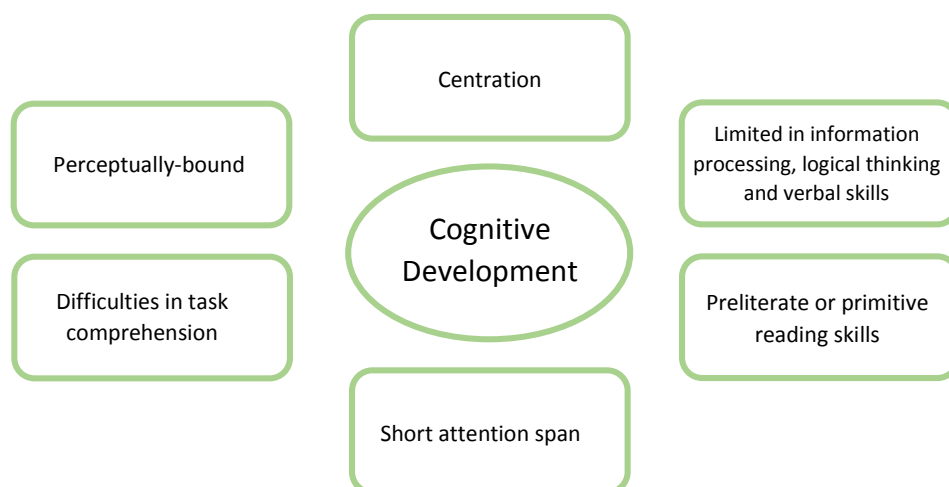 Centration
Perceptually-bound
Limited in information
processing, logical thinking
and verbal skills
Cognitive
Development
Difficulties in task
comprehension
Preliterate or primitive
reading skills
Short attention span